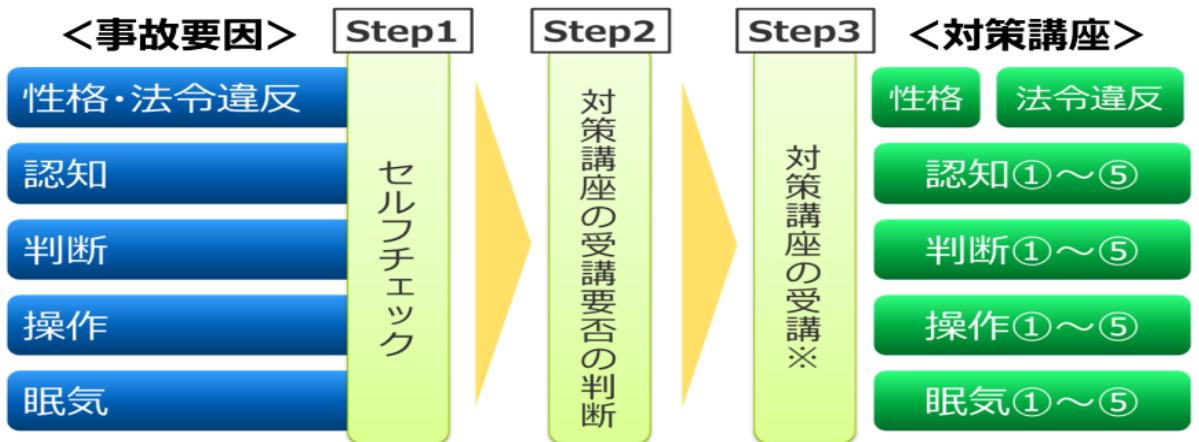 ＜事故要因＞
Step1
Step2
Step3
＜対策講座＞
性格・法令違反
認知
判断
操作
眠気
セルフチェック
対策講座の受講要否の判断
対策講座の受講※
性格
法令違反
認知①～⑤
判断①～⑤
操作①～⑤
眠気①～⑤